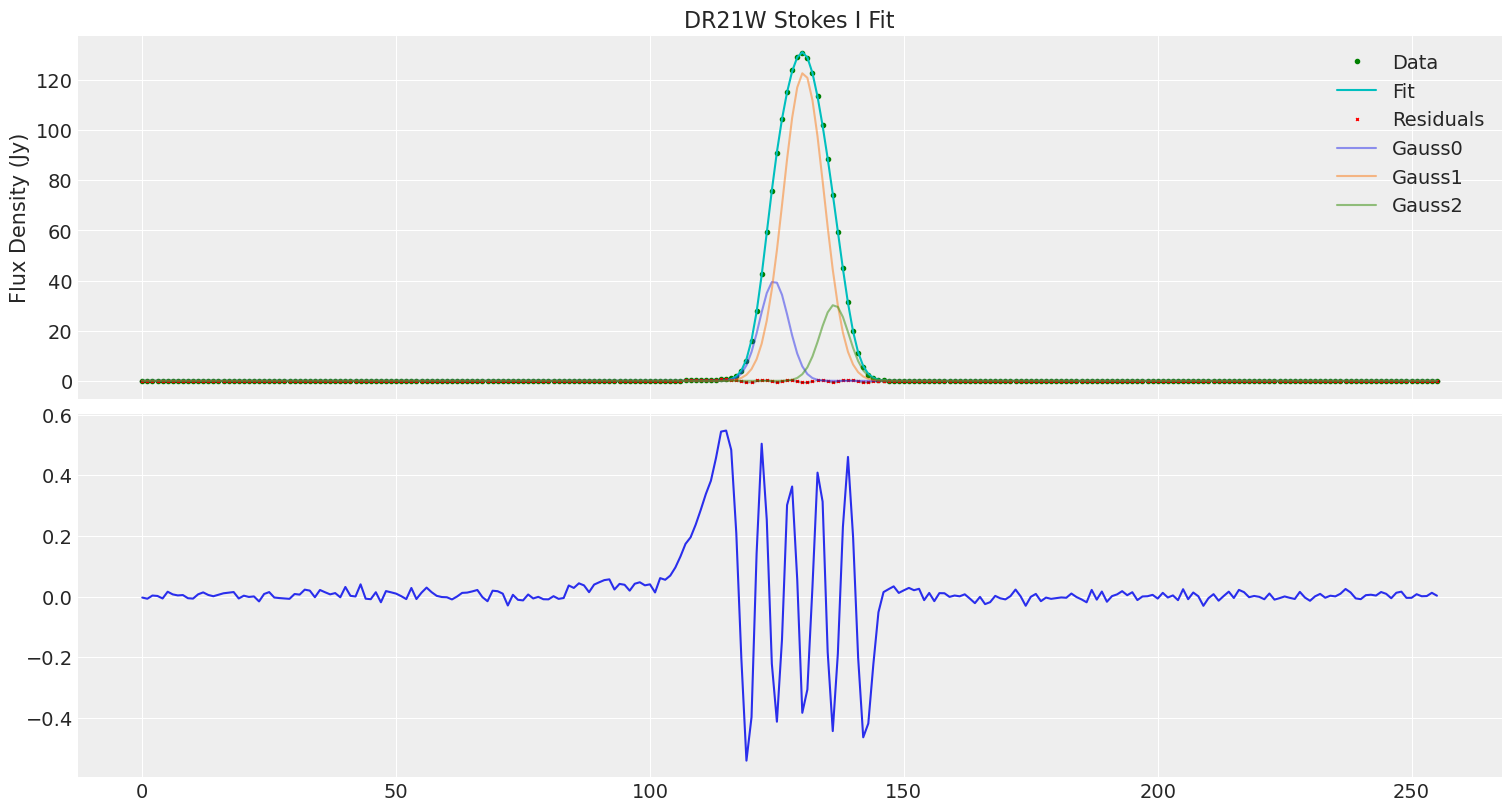 DR21W Stokes I Fit
Flux Density (Jy)
120
100
80
60
40
20
0
Data
Fit
Residuals
Gauss0
Gauss1
Gauss2
0.6
0.4
0.2
0.0
−0.2
−0.4
0 50 100 150 200 250